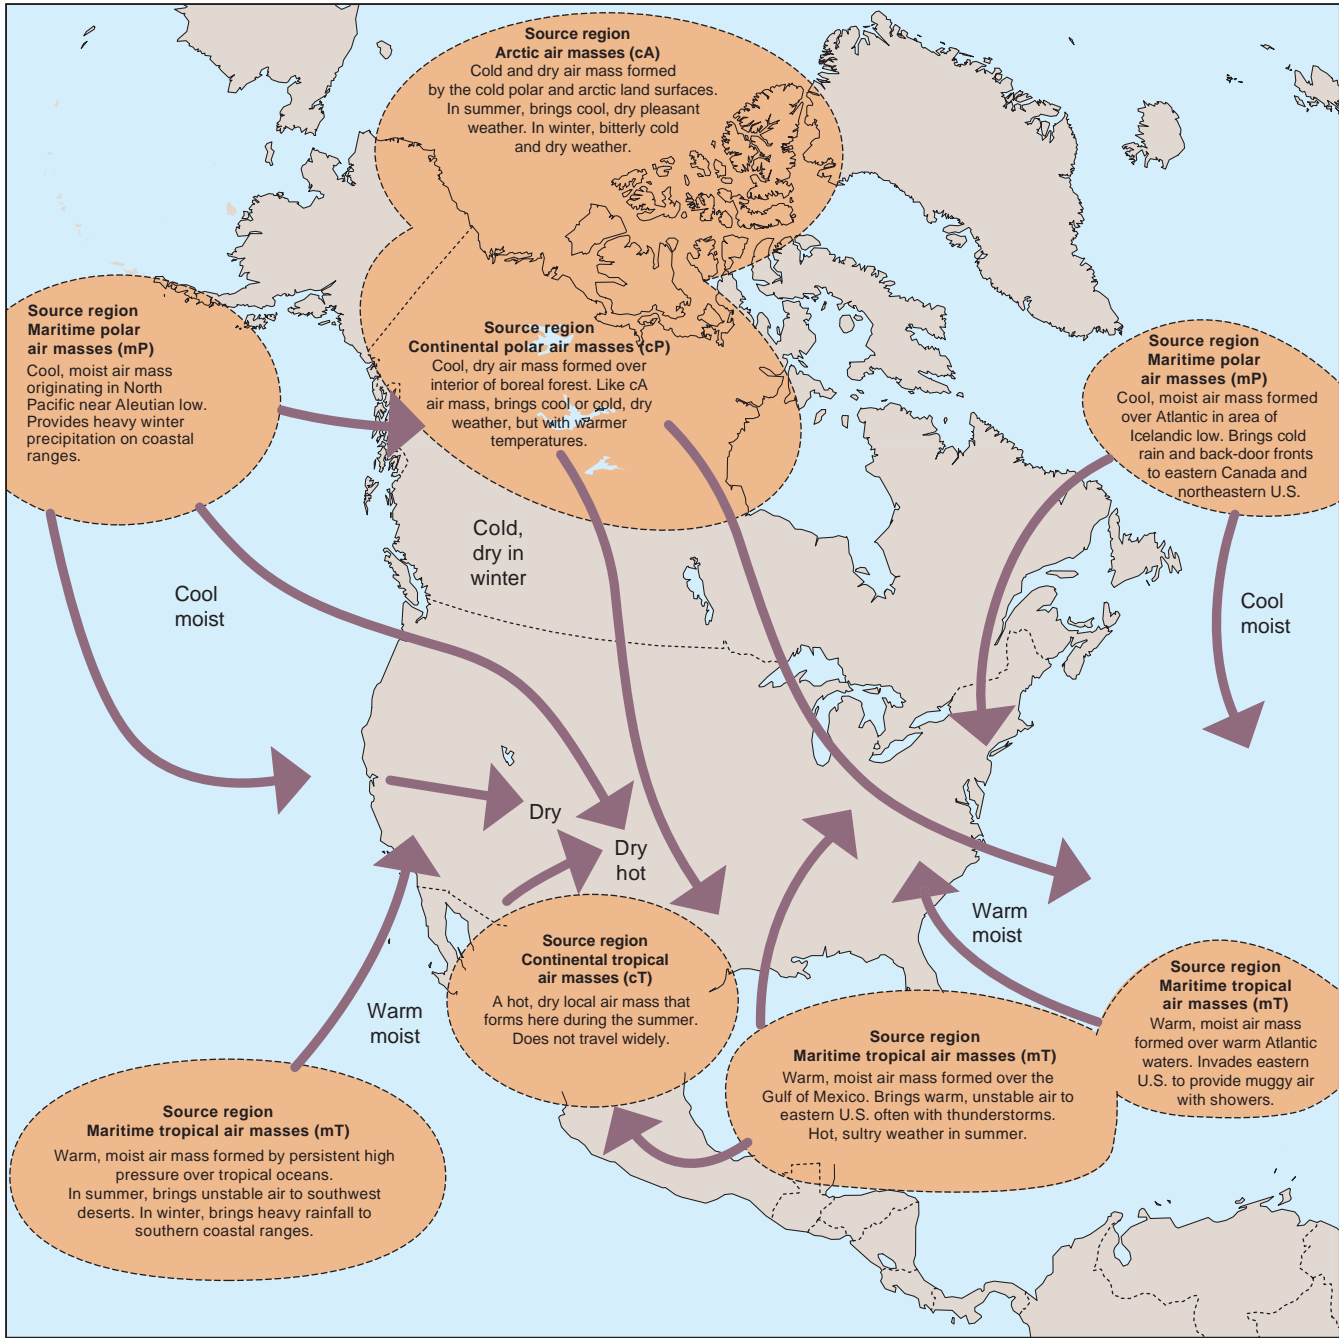 Source region
Arctic air masses (cA)
Cold and dry air mass formed
by the cold polar and arctic land surfaces.
In summer, brings cool, dry pleasant
weather. In winter, bitterly cold
and dry weather.
Source region
Maritime polar
air masses (mP)
Cool, moist air mass
originating in North
Pacific near Aleutian low.
Provides heavy winter
precipitation on coastal
ranges.
Source region
Continental polar air masses (cP)
Cool, dry air mass formed over
interior of boreal forest. Like cA
air mass, brings cool or cold, dry
weather, but with warmer
temperatures.
Source region
Maritime polar
air masses (mP)
Cool, moist air mass formed
over Atlantic in area of
Icelandic low. Brings cold
rain and back-door fronts
to eastern Canada and
northeastern U.S.
Cold,
dry in
winter
Cool
moist
Cool
moist
Dry
Dry
hot
Warm
moist
Warm
moist
Source region
Continental tropical
air masses (cT)
A hot, dry local air mass that
forms here during the summer.
Does not travel widely.
Source region
Maritime tropical
air masses (mT)
Warm, moist air mass
formed over warm Atlantic
waters. Invades eastern
U.S. to provide muggy air
with showers.
Source region
Maritime tropical air masses (mT)
Warm, moist air mass formed over the
Gulf of Mexico. Brings warm, unstable air to
eastern U.S. often with thunderstorms.
Hot, sultry weather in summer.
Source region
Maritime tropical air masses (mT)
Warm, moist air mass formed by persistent high
pressure over tropical oceans.
In summer, brings unstable air to southwest
deserts. In winter, brings heavy rainfall to
southern coastal ranges.